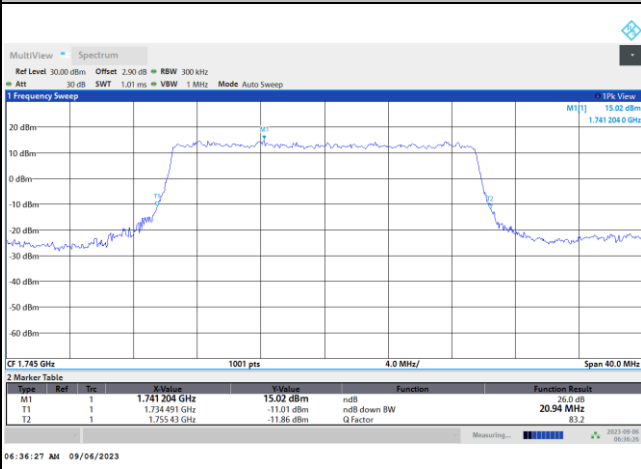 MultiView Spectrum
Ref Level 30.00 dBm Offset 2.90 dB RBW 300 kHz
Att 30 dB SWT 1.01 ms VBW 1 MHz Mode Auto Sweep
1 Frequency Sweep 1Pk View
M1[1] 15.02 dBm
1.741 204 0 GHz
20 dBm
M1
10 dBm
0 dBm
T1 T2
-10 dBm
-20 dBm
-30 dBm
-40 dBm
-50 dBm
-60 dBm
CF 1.745 GHz 1001 pts 4.0 MHz/ Span 40.0 MHz
2 Marker Table
Type Ref Trc X-Value Y-Value Function Function Result
M1 1 1.741 204 GHz 15.02 dBm ndB 26.0 dB
T1 1 1.734 491 GHz -11.01 dBm ndB down BW 20.94 MHz
T2 1 1.755 43 GHz -11.86 dBm Q Factor 83.2
Measuring... 2023-09-06
06:36:26
06:36:27 AM 09/06/2023